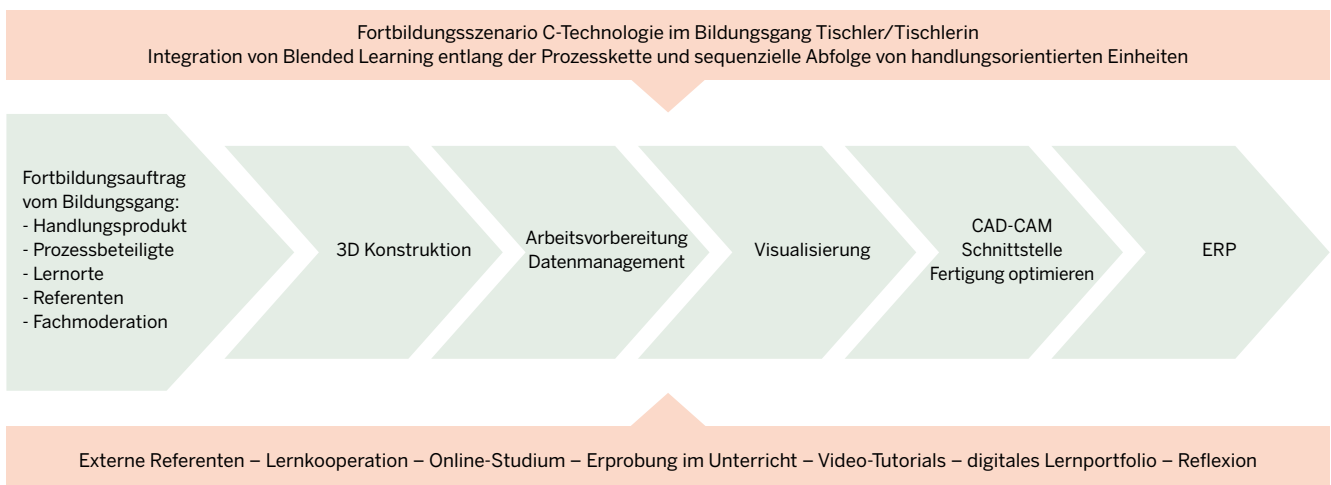 Fortbildungsszenario C-Technologie im Bildungsgang Tischler/Tischlerin
Integration von Blended Learning entlang der Prozesskette und sequenzielle Abfolge von handlungsorientierten Einheiten
Fortbildungsauftrag
vom Bildungsgang:
- Handlungsprodukt
- Prozessbeteiligte
- Lernorte
- Referenten
- Fachmoderation
3D Konstruktion
Arbeitsvorbereitung
Datenmanagement
Visualisierung
CAD-CAM
Schnittstelle
Fertigung optimieren
ERP
Externe Referenten – Lernkooperation – Online-Studium – Erprobung im Unterricht – Video-Tutorials – digitales Lernportfolio – Reflexion